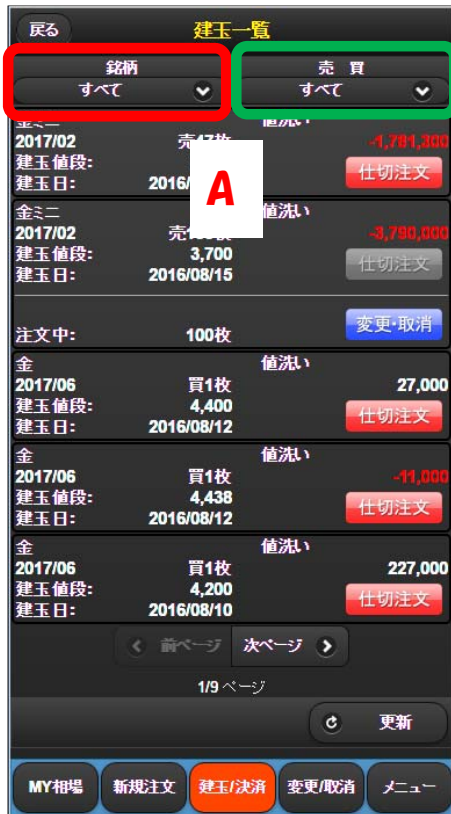 戻る 建玉一覧
銘柄 売 買
すべて すべて
金ミニ 値洗い
2017/02 -1,781,300
建玉値段: 仕切注文
建玉日: 2016/
A
金ミニ 値洗い
2017/02 -3,790,000
建玉値段: 3,700 仕切注文
建玉日: 2016/08/15
注文中: 100枚 変更・取消
金 値洗い
2017/06 買1枚 27,000
建玉値段: 4,400 仕切注文
建玉日: 2016/08/12
金 値洗い
2017/06 買1枚 -11,000
建玉値段: 4,438 仕切注文
建玉日: 2016/08/12
金 値洗い
2017/06 買1枚 227,000
建玉値段: 4,200 仕切注文
建玉日: 2016/08/10
前ページ 次ページ
1/9 ページ
更新
MY相場 新規注文 建玉/決済 変更/取消 メニュー